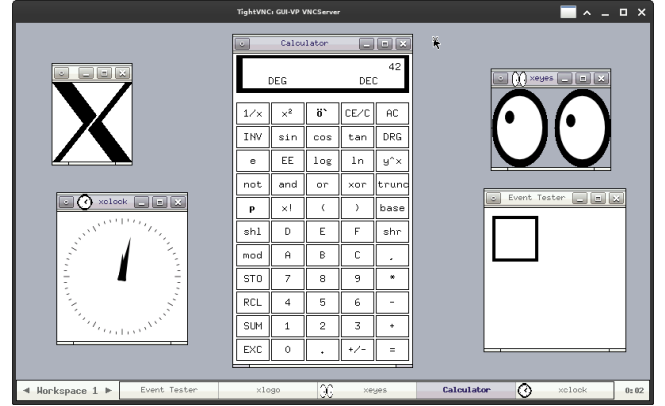 TightVNC: GUI-VP VNCServer
Calculator
42
DEG DEC
1/x x² ö` CE/C AC
INV sin cos tan DRG
e EE log ln y^x
not and or xor trunc
p x! ( ) base
shl D E F shr
mod A B C ,
STO 7 8 9 *
RCL 4 5 6 -
SUM 1 2 3 +
EXC 0 . +/- =
xclock
xeyes
Event Tester
◄ Workspace 1 ► Event Tester xlogo xeyes Calculator xclock 0:02